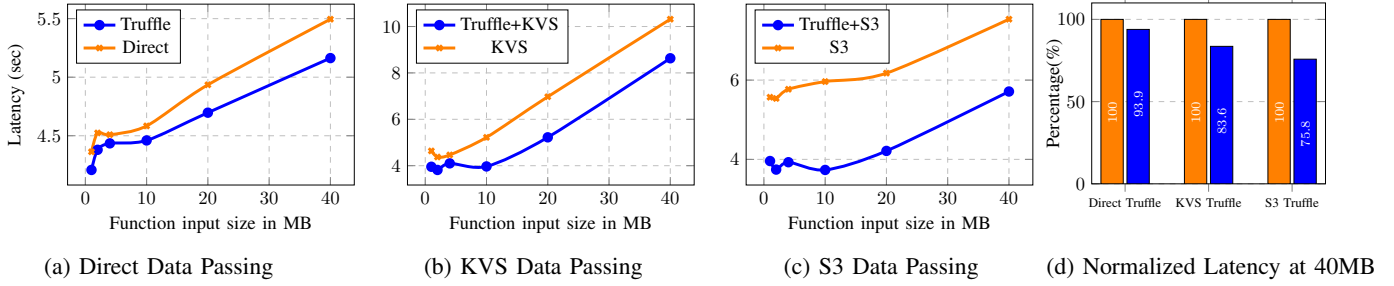 Truffle
Direct
5.5
5
4.5
Latency (sec)
0
10
20
30
40
Function input size in MB
(a) Direct Data Passing
Truffle+KVS
KVS
10
8
6
4
0
10
20
30
40
Function input size in MB
(b) KVS Data Passing
Truffle+S3
S3
6
4
0
10
20
30
40
Function input size in MB
(c) S3 Data Passing
100
50
0
Percentage(%)
100
93.9
100
83.6
100
75.8
Direct Truffle
KVS Truffle
S3 Truffle
(d) Normalized Latency at 40MB